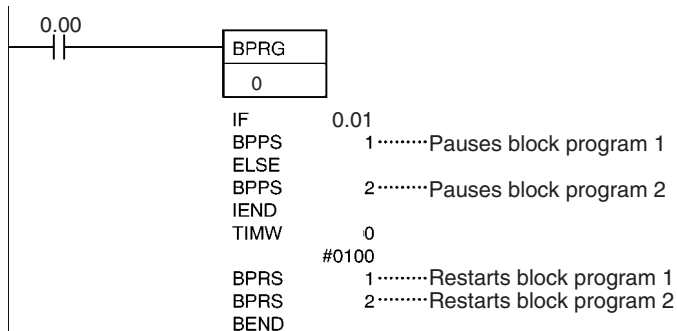 0.00
BPRG
0
IF 0.01
BPPS 1 ········· Pauses block program 1
ELSE
BPPS 2 ········· Pauses block program 2
IEND
TIMW 0
#0100
BPRS 1 ········· Restarts block program 1
BPRS 2 ········· Restarts block program 2
BEND